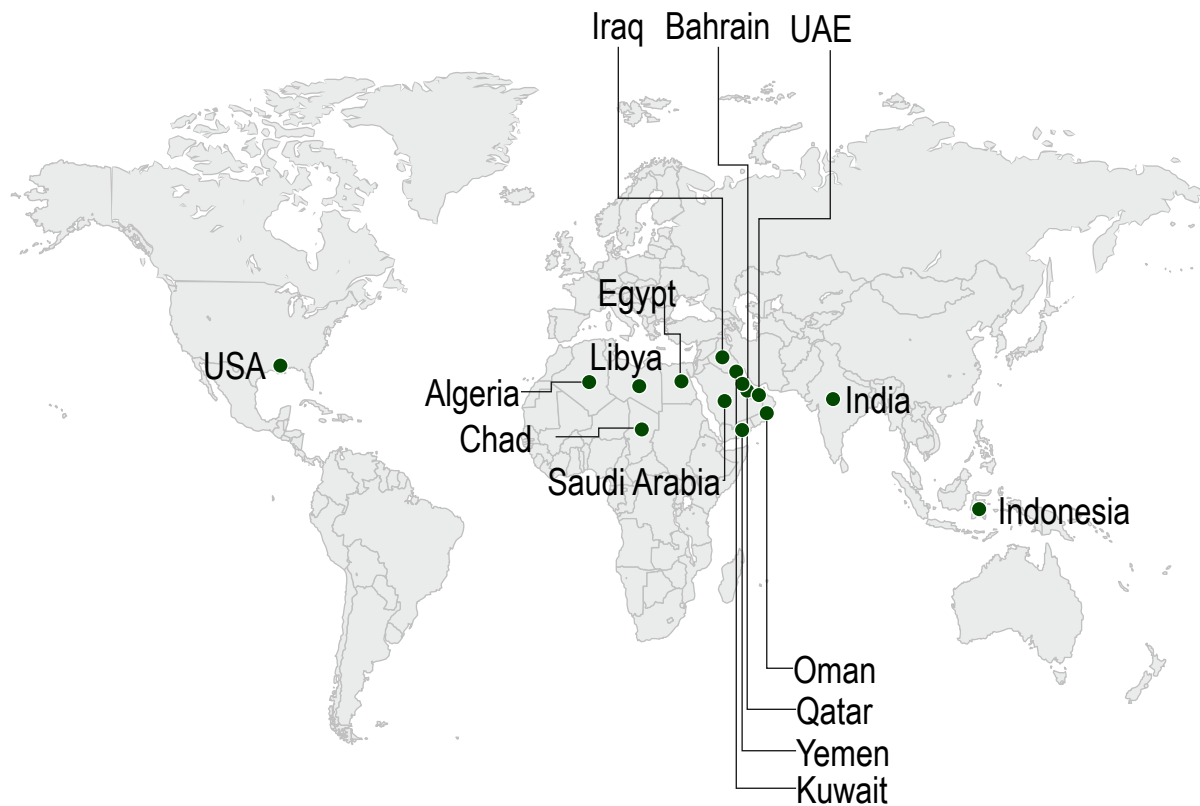 Iraq
Bahrain
UAE
Egypt
Libya
USA
Algeria
Chad
India
Saudi Arabia
Indonesia
Oman
Qatar
Yemen
Kuwait